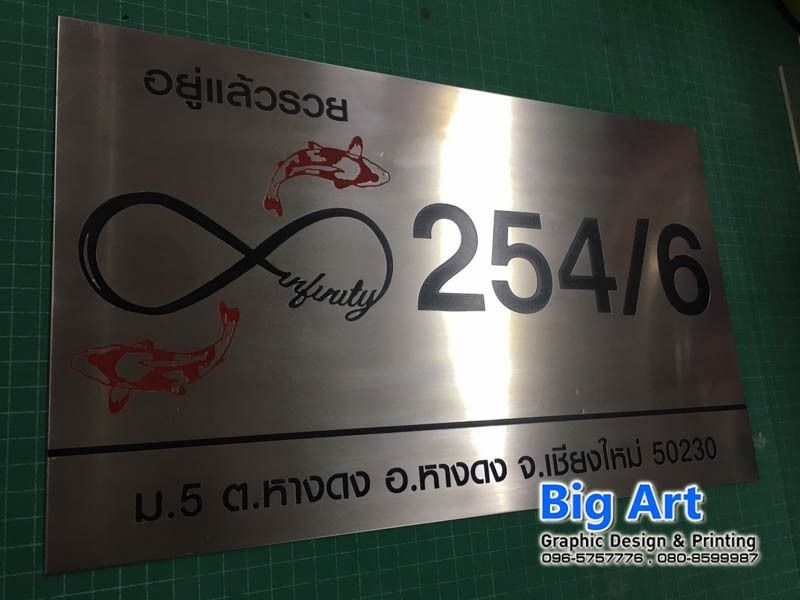 อยู่แล้วรวย
infinity
254/6
ม.5 ต.หางดง อ.หางดง จ.เชียงใหม่ 50230
Big Art
Graphic Design & Printing
096-5757776 , 080-8599987